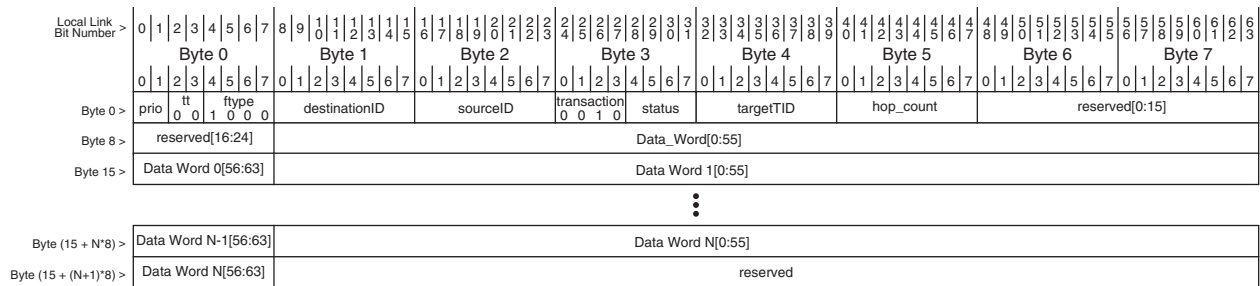 Local Link
Bit Number > 0 1 2 3 4 5 6 7 8 9 10 11 12 13 14 15 16 17 18 19 20 21 22 23 24 25 26 27 28 29 30 31 32 33 34 35 36 37 38 39 40 41 42 43 44 45 46 47 48 49 50 51 52 53 54 55 56 57 58 59 60 61 62 63
Byte 0 Byte 1 Byte 2 Byte 3 Byte 4 Byte 5 Byte 6 Byte 7
0 1 2 3 4 5 6 7 0 1 2 3 4 5 6 7 0 1 2 3 4 5 6 7 0 1 2 3 4 5 6 7 0 1 2 3 4 5 6 7 0 1 2 3 4 5 6 7 0 1 2 3 4 5 6 7 0 1 2 3 4 5 6 7
Byte 0 > prio tt 0 0 ftype 1 0 0 0 destinationID sourceID transaction 0 0 1 0 status targetTID hop_count reserved[0:15]
Byte 8 > reserved[16:24] Data_Word[0:55]
Byte 15 > Data Word 0[56:63] Data Word 1[0:55]
Byte (15 + N*8) > Data Word N-1[56:63] Data Word N[0:55]
Byte (15 + (N+1)*8) > Data Word N[56:63] reserved